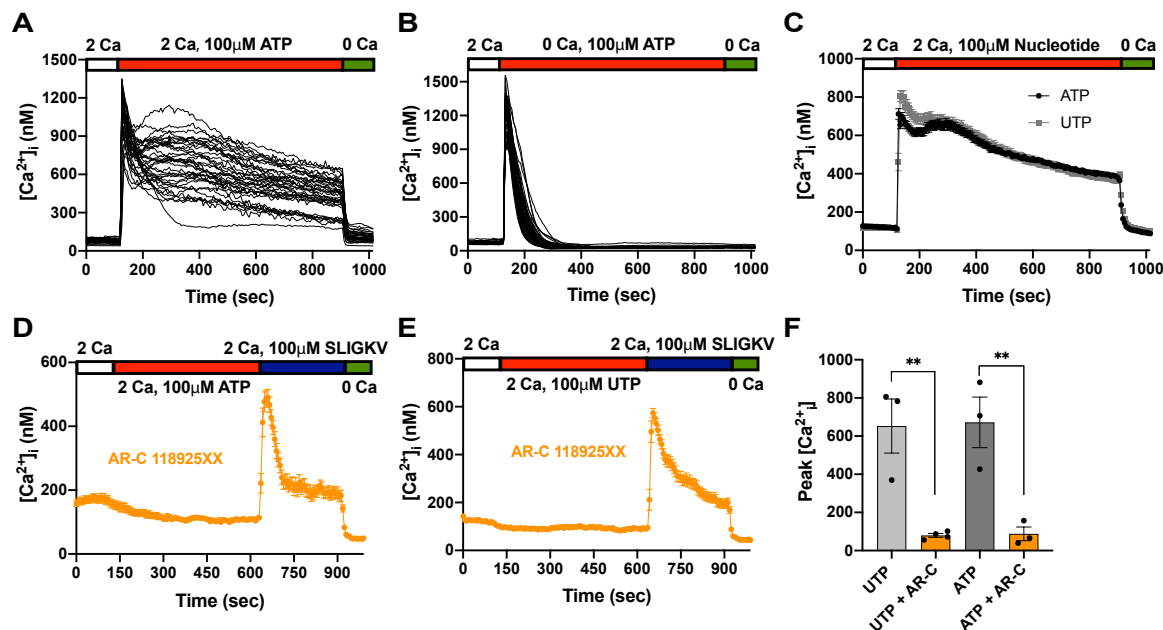 A
2 Ca
2 Ca, 100μM ATP
0 Ca
[Ca²⁺]ᵢ (nM)
1500
1200
900
600
300
0
0
200
400
600
800
1000
Time (sec)
B
2 Ca
0 Ca, 100μM ATP
0 Ca
[Ca²⁺]ᵢ (nM)
1500
1200
900
600
300
0
0
200
400
600
800
1000
Time (sec)
C
2 Ca
2 Ca, 100μM Nucleotide
0 Ca
ATP
UTP
[Ca²⁺]ᵢ (nM)
1000
800
600
400
200
0
0
200
400
600
800
1000
Time (sec)
D
2 Ca
2 Ca, 100μM SLIGKV
2 Ca, 100μM ATP
0 Ca
AR-C 118925XX
[Ca²⁺]ᵢ (nM)
600
400
200
0
0
150
300
450
600
750
900
Time (sec)
E
2 Ca
2 Ca, 100μM SLIGKV
2 Ca, 100μM UTP
0 Ca
AR-C 118925XX
[Ca²⁺]ᵢ (nM)
800
600
400
200
0
0
150
300
450
600
750
900
Time (sec)
F
**
**
Peak [Ca²⁺ᵢ]
1000
800
600
400
200
0
UTP
UTP + AR-C
ATP
ATP + AR-C